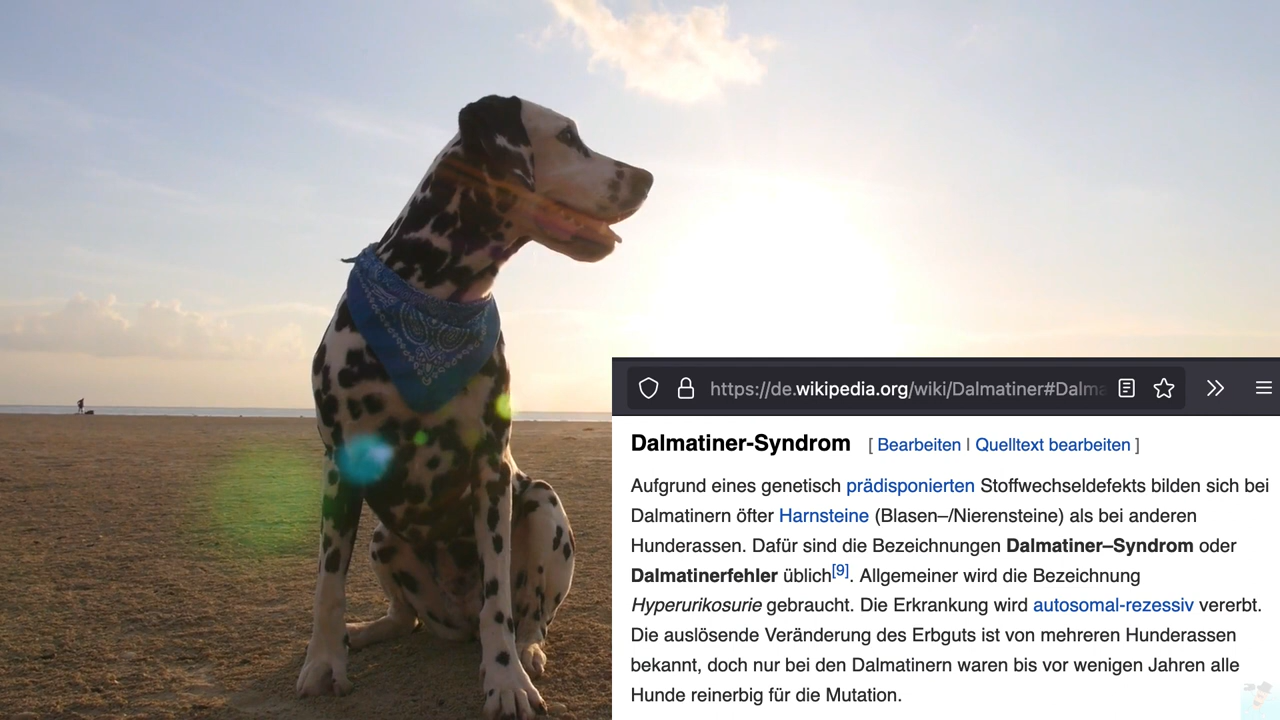 https://de.wikipedia.org/wiki/Dalmatiner#Dalma
Dalmatiner-Syndrom [ Bearbeiten | Quelltext bearbeiten ]
Aufgrund eines genetisch prädisponierten Stoffwechseldefekts bilden sich bei
Dalmatinern öfter Harnsteine (Blasen–/Nierensteine) als bei anderen
Hunderassen. Dafür sind die Bezeichnungen Dalmatiner–Syndrom oder
Dalmatinerfehler üblich[9]. Allgemeiner wird die Bezeichnung
Hyperurikosurie gebraucht. Die Erkrankung wird autosomal-rezessiv vererbt.
Die auslösende Veränderung des Erbguts ist von mehreren Hunderassen
bekannt, doch nur bei den Dalmatinern waren bis vor wenigen Jahren alle
Hunde reinerbig für die Mutation.